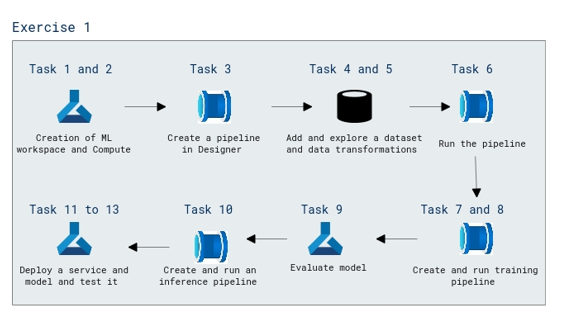 Exercise 1
Task 1 and 2
Task 3
Task 4 and 5
Task 6
Creation of ML
workspace and Compute
Create a pipeline
in Designer
Add and explore a dataset
and data transformations
Run the pipeline
Task 11 to 13
Task 10
Task 9
Task 7 and 8
Deploy a service and
model and test it
Create and run an
inference pipeline
Evaluate model
Create and run training
pipeline